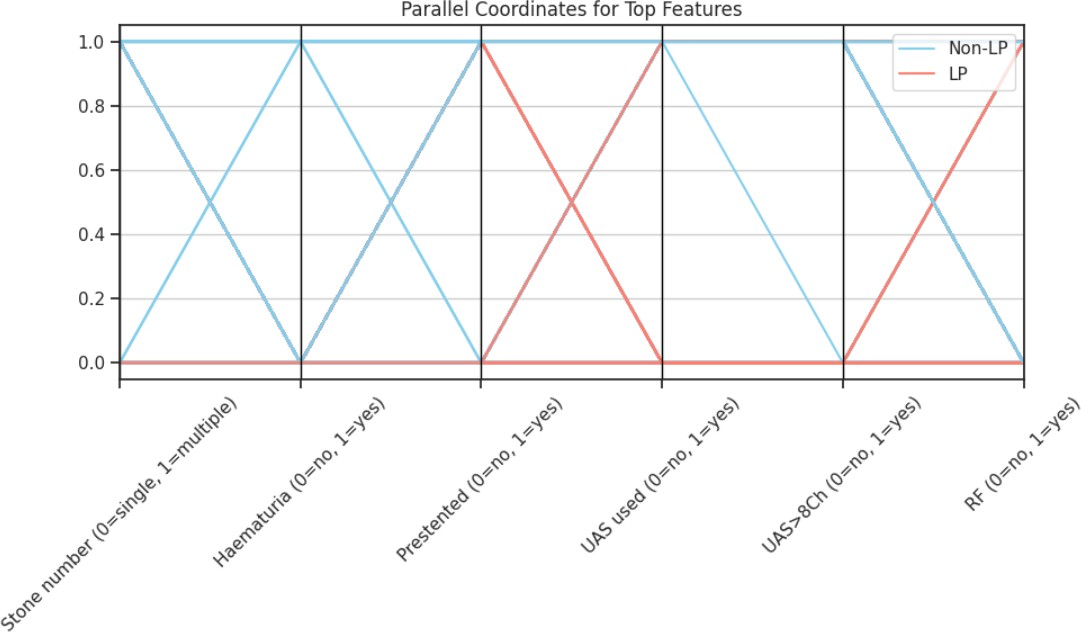 Parallel Coordinates for Top Features
1.0
0.8
0.6
0.4
0.2
0.0
Non-LP
LP
Stone number (0=single, 1=multiple)
Haematuria (0=no, 1=yes)
Prestented (0=no, 1=yes)
UAS used (0=no, 1=yes)
UAS>8Ch (0=no, 1=yes)
RF (0=no, 1=yes)